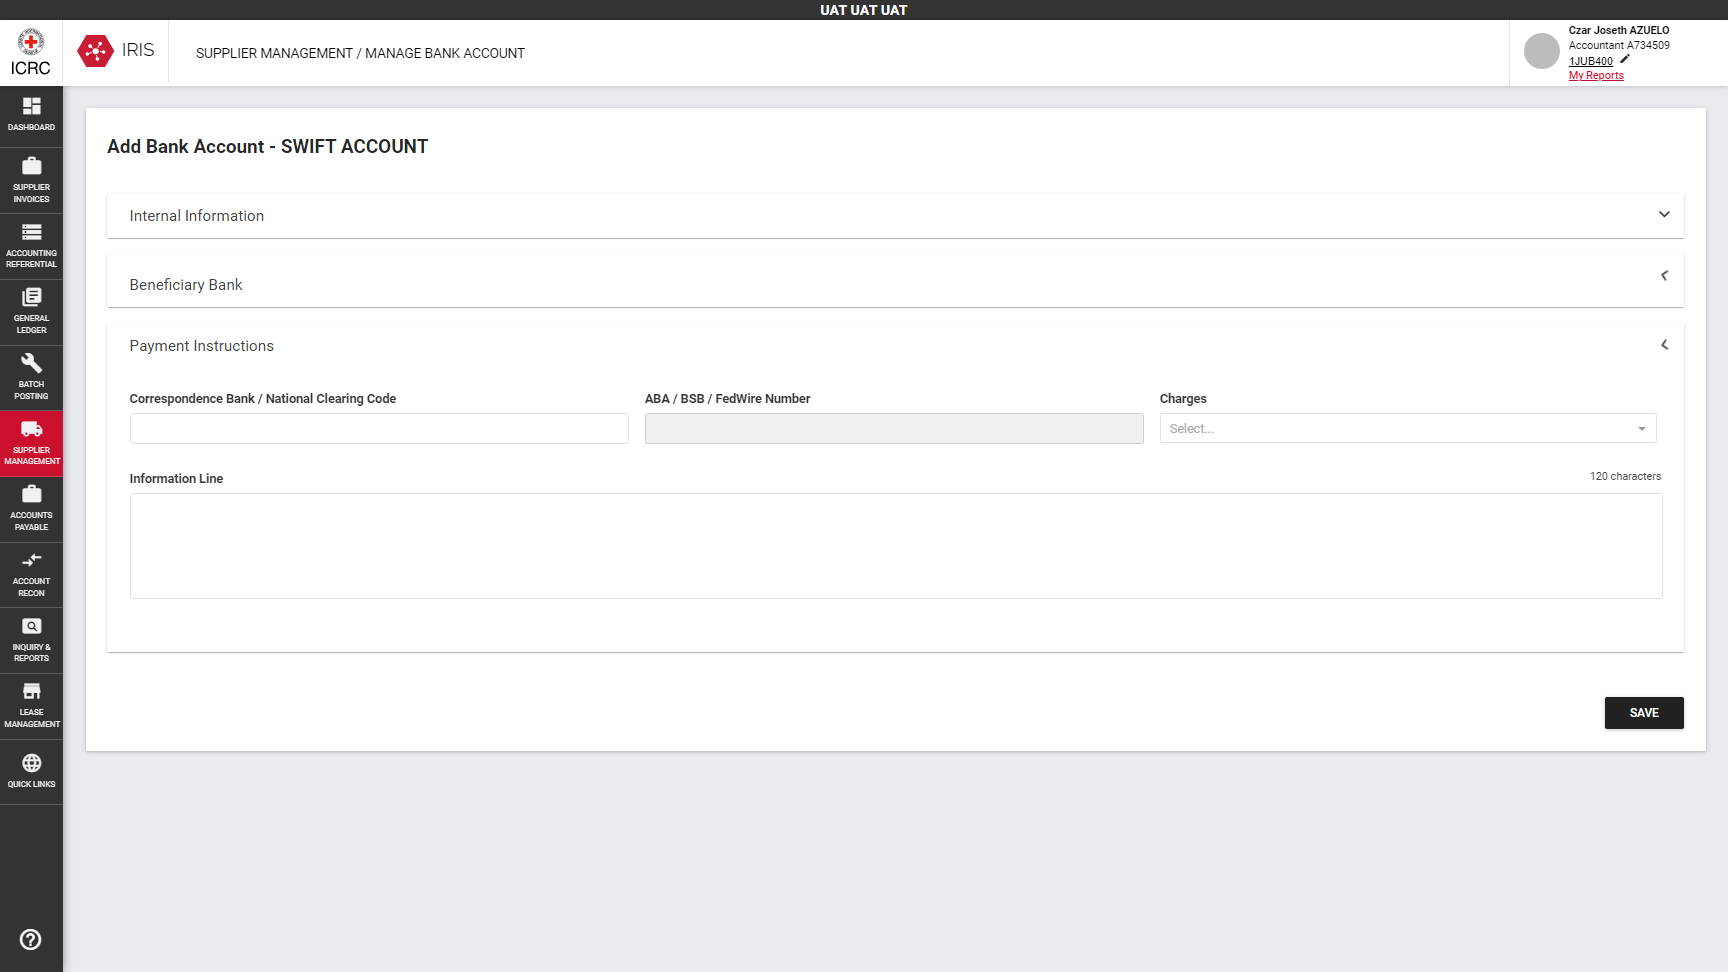 UAT UAT UAT
ICRC
IRIS
SUPPLIER MANAGEMENT / MANAGE BANK ACCOUNT
Czar Joseth AZUELO
Accountant A734509
1JUB400
My Reports
DASHBOARD
SUPPLIER
INVOICES
ACCOUNTING
REFERENTIAL
GENERAL
LEDGER
BATCH
POSTING
SUPPLIER
MANAGEMENT
ACCOUNTS
PAYABLE
ACCOUNT
RECON
INQUIRY &
REPORTS
LEASE
MANAGEMENT
QUICK LINKS
Add Bank Account - SWIFT ACCOUNT
Internal Information
Beneficiary Bank
Payment Instructions
Correspondence Bank / National Clearing Code
ABA / BSB / FedWire Number
Charges
Select...
Information Line
120 characters
SAVE